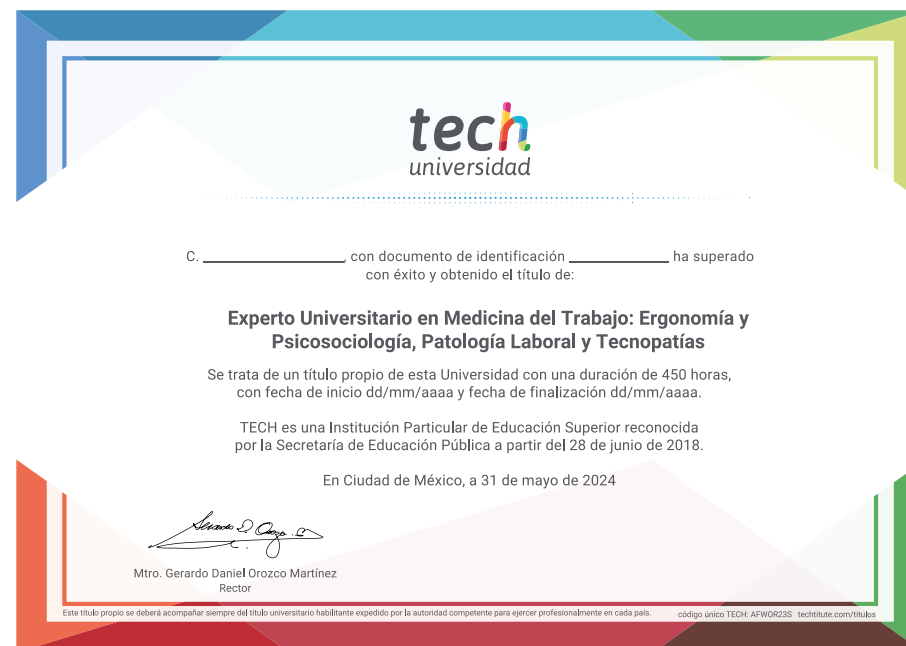 tech
universidad
C. ____________, con documento de identificación ____________ ha superado
con éxito y obtenido el título de:
Experto Universitario en Medicina del Trabajo: Ergonomía y
Psicosociología, Patología Laboral y Tecnopatías
Se trata de un título propio de esta Universidad con una duración de 450 horas,
con fecha de inicio dd/mm/aaaa y fecha de finalización dd/mm/aaaa.
TECH es una Institución Particular de Educación Superior reconocida
por la Secretaría de Educación Pública a partir del 28 de junio de 2018.
En Ciudad de México, a 31 de mayo de 2024
Mtro. Gerardo Daniel Orozco Martínez
Rector
Este título propio se deberá acompañar siempre del título universitario habilitante expedido por la autoridad competente para ejercer profesionalmente en cada país.
código único TECH: AFWOR23S techtitute.com/titulos